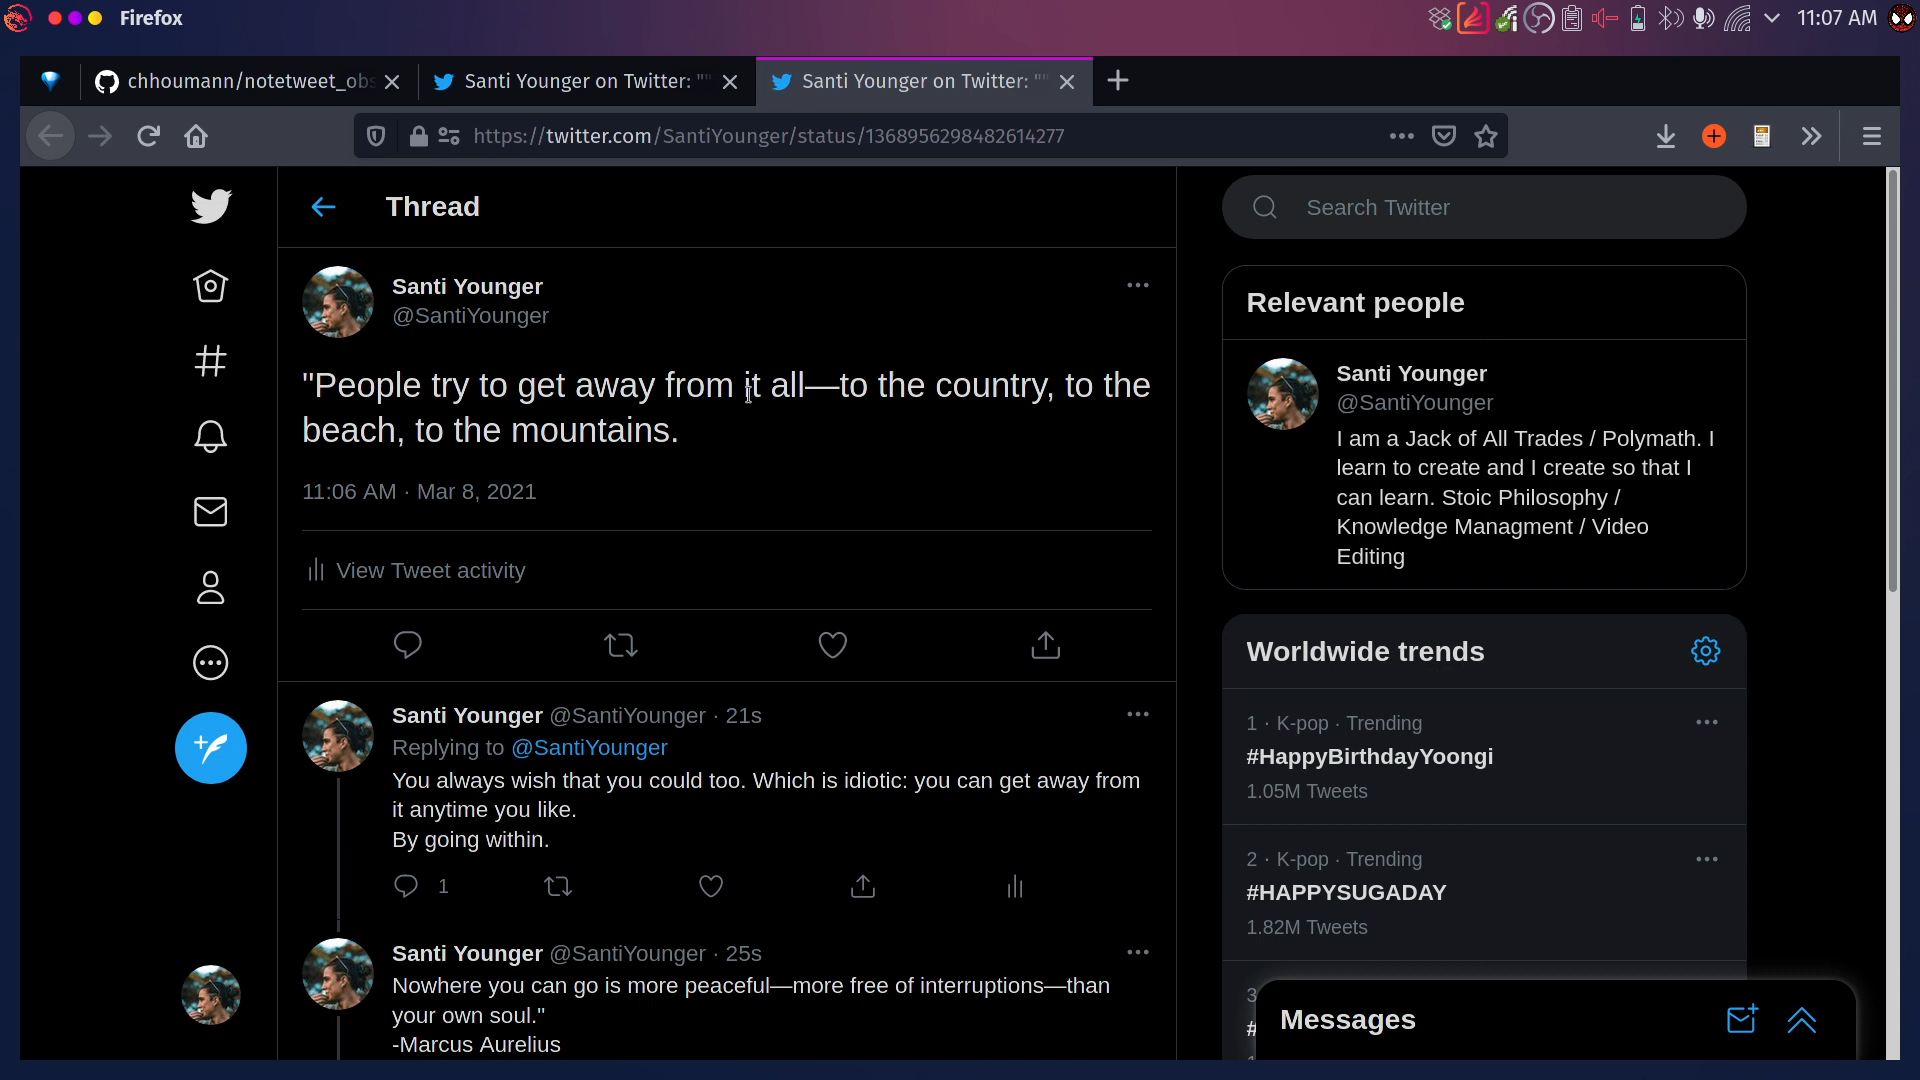 Firefox
11:07 AM
chhoumann/notetweet_obs
Santi Younger on Twitter: ""
Santi Younger on Twitter: ""
https://twitter.com/SantiYounger/status/1368956298482614277
Thread
Santi Younger
@SantiYounger
"People try to get away from it all—to the country, to the
beach, to the mountains.
11:06 AM · Mar 8, 2021
View Tweet activity
Santi Younger @SantiYounger · 21s
Replying to @SantiYounger
You always wish that you could too. Which is idiotic: you can get away from
it anytime you like.
By going within.
1
Santi Younger @SantiYounger · 25s
Nowhere you can go is more peaceful—more free of interruptions—than
your own soul."
-Marcus Aurelius
Search Twitter
Relevant people
Santi Younger
@SantiYounger
I am a Jack of All Trades / Polymath. I
learn to create and I create so that I
can learn. Stoic Philosophy /
Knowledge Managment / Video
Editing
Worldwide trends
1 · K-pop · Trending
#HappyBirthdayYoongi
1.05M Tweets
2 · K-pop · Trending
#HAPPYSUGADAY
1.82M Tweets
3
#
Messages